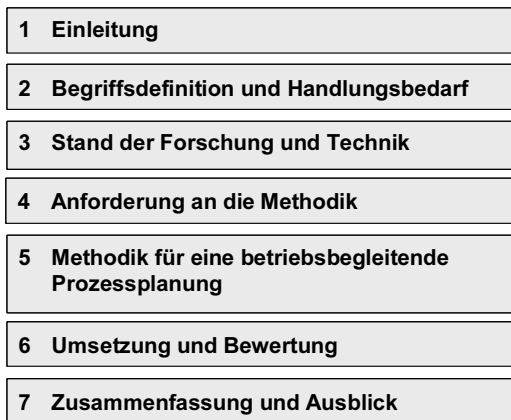 1 Einleitung
2 Begriffsdefinition und Handlungsbedarf
3 Stand der Forschung und Technik
4 Anforderung an die Methodik
5 Methodik für eine betriebsbegleitende
Prozessplanung
6 Umsetzung und Bewertung
7 Zusammenfassung und Ausblick